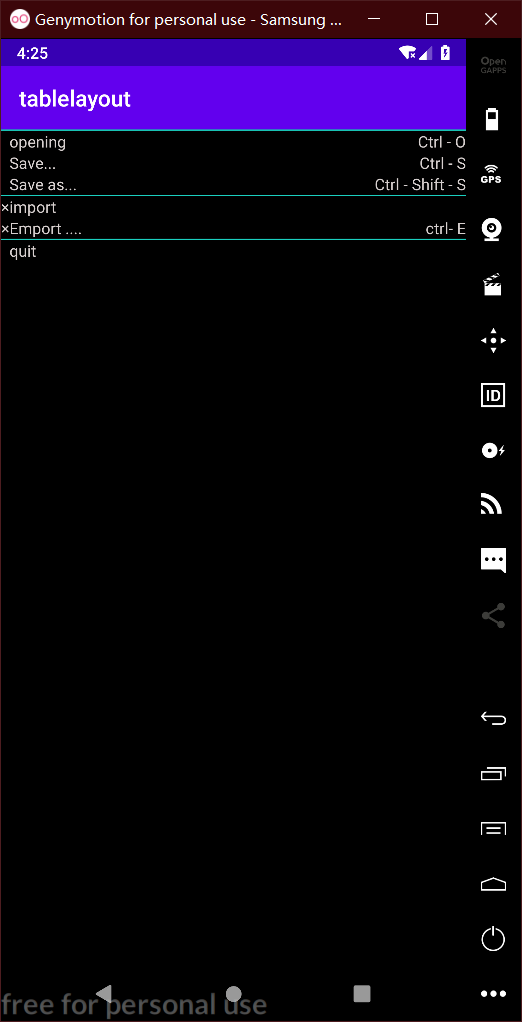 Genymotion for personal use - Samsung ...
4:25
Open
GAPPS
tablelayout
opening Ctrl - O
Save... Ctrl - S
Save as... Ctrl - Shift - S
×import
×Emport .... ctrl- E
quit
GPS
ID
free for personal use